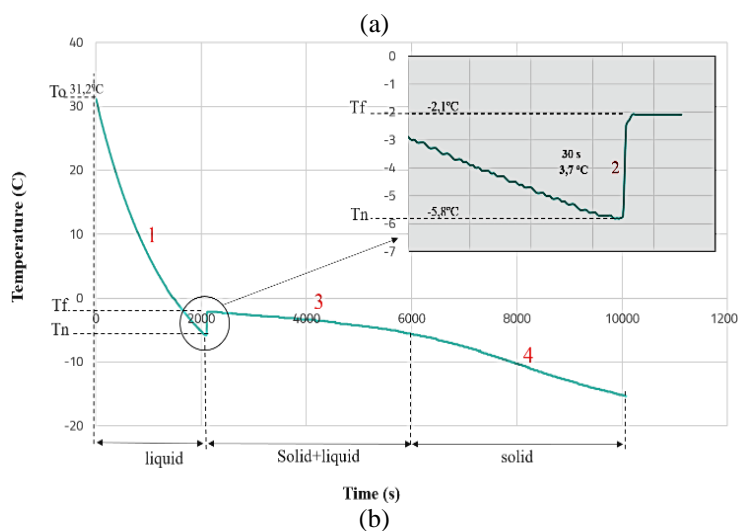 (a)
40
To 31,2°C
30
20
10
0
Tf
Tn
-10
-20
Temperature (C)
1
2000
3
4000
6000
8000
4
10000
1200
0
0
-1
-2
-3
-4
-5
-6
-7
Tf
-2,1°C
30 s
3,7 °C
2
Tn
-5,8°C
liquid
Solid+liquid
solid
Time (s)
(b)